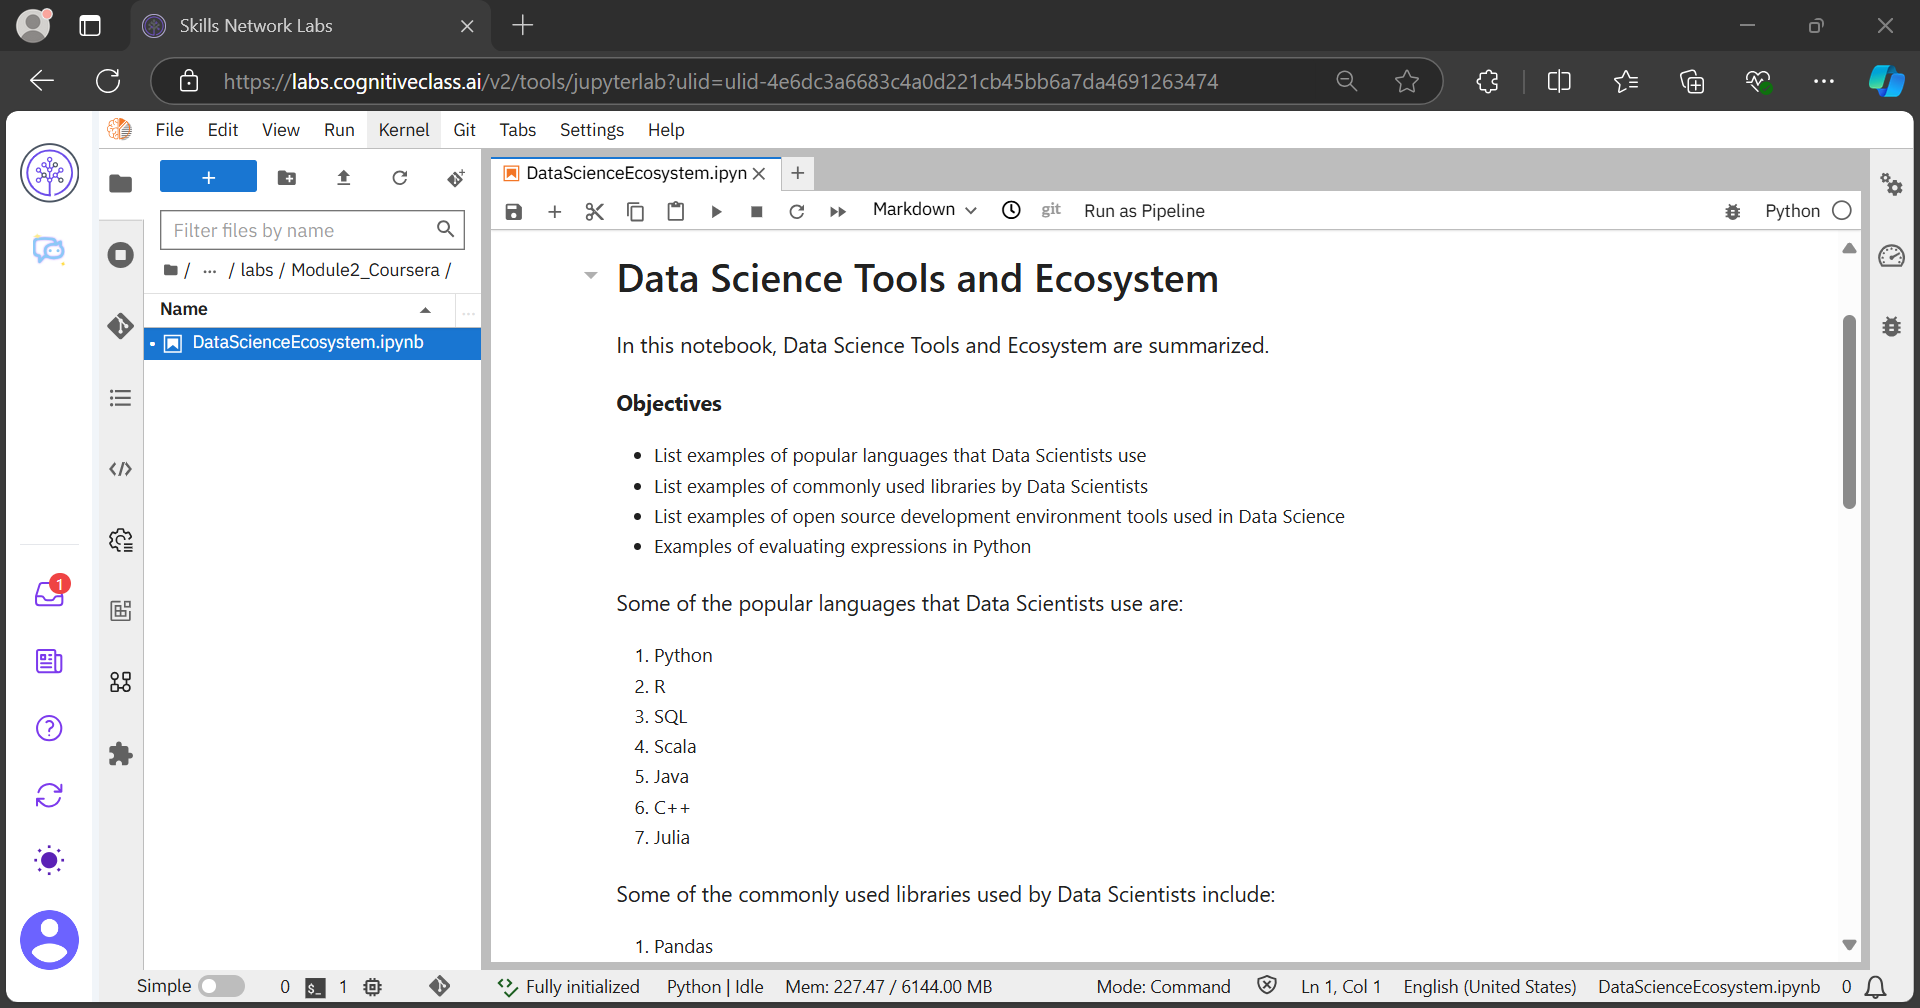 Skills Network Labs
https://labs.cognitiveclass.ai/v2/tools/jupyterlab?ulid=ulid-4e6dc3a6683c4a0d221cb45bb6a7da4691263474
File Edit View Run Kernel Git Tabs Settings Help
DataScienceEcosystem.ipyn
Markdown git Run as Pipeline Python
Filter files by name
/ ... / labs / Module2_Coursera /
Name ...
DataScienceEcosystem.ipynb
Data Science Tools and Ecosystem
In this notebook, Data Science Tools and Ecosystem are summarized.
Objectives
• List examples of popular languages that Data Scientists use
• List examples of commonly used libraries by Data Scientists
• List examples of open source development environment tools used in Data Science
• Examples of evaluating expressions in Python
Some of the popular languages that Data Scientists use are:
1. Python
2. R
3. SQL
4. Scala
5. Java
6. C++
7. Julia
Some of the commonly used libraries used by Data Scientists include:
1. Pandas
1
Simple 0 $_ 1 Fully initialized Python | Idle Mem: 227.47 / 6144.00 MB Mode: Command Ln 1, Col 1 English (United States) DataScienceEcosystem.ipynb 0